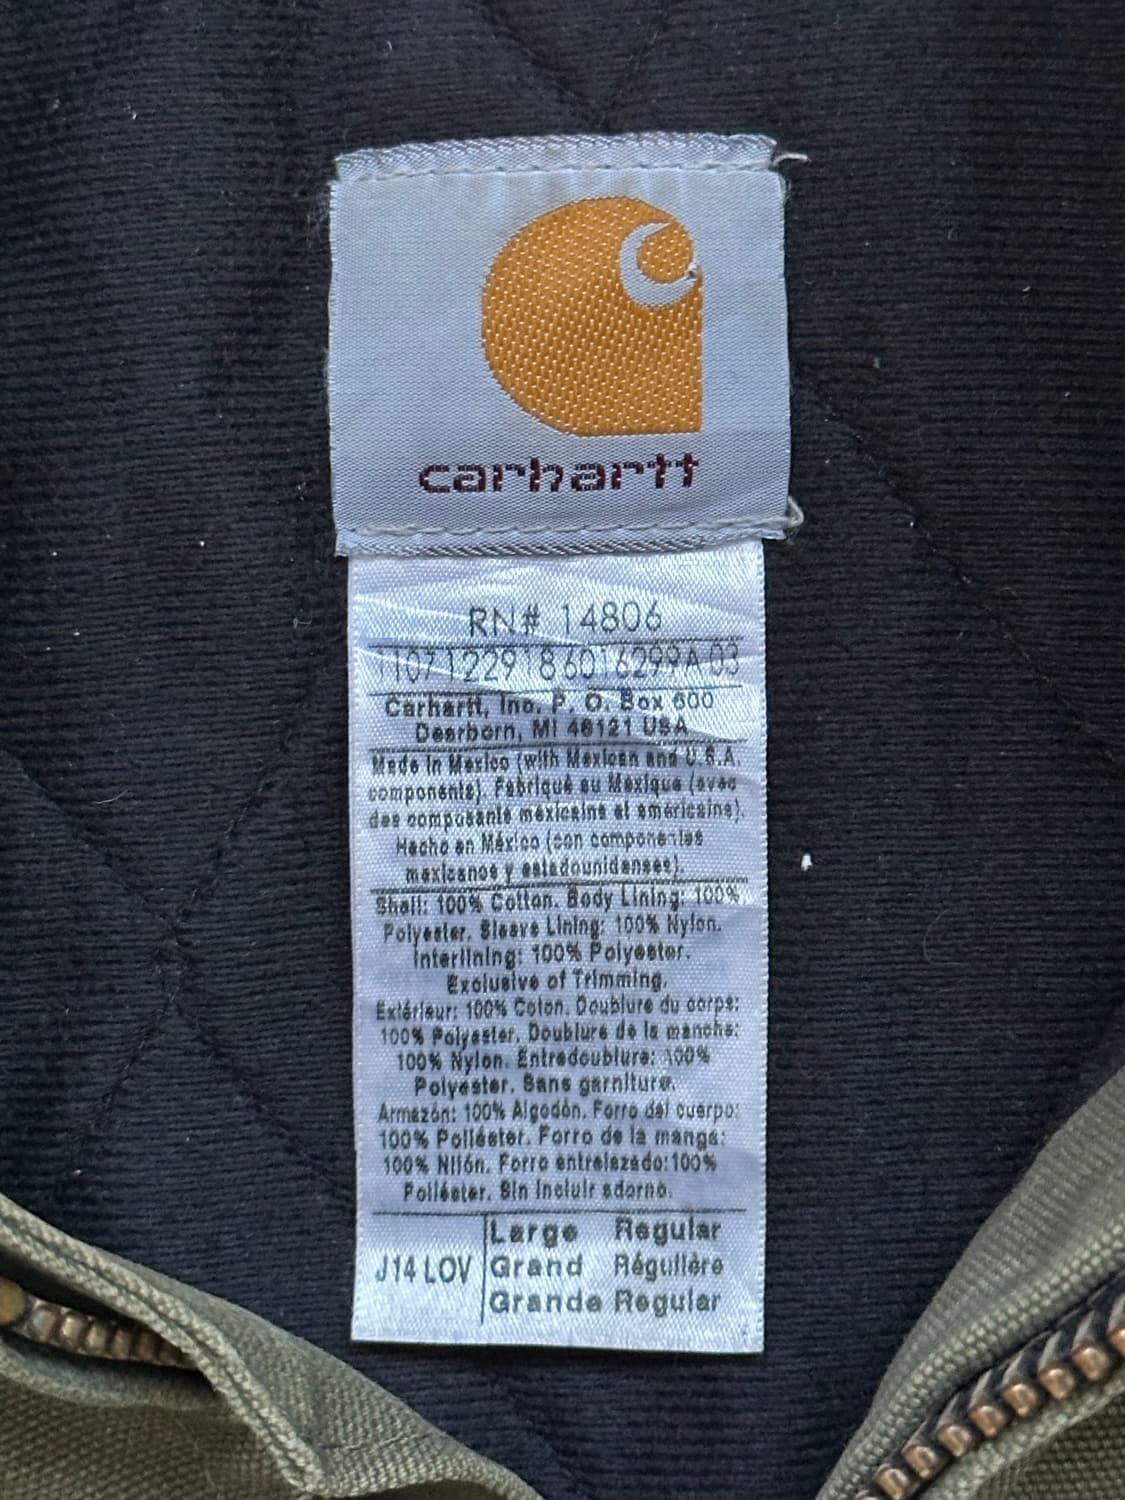 carhartt
RN# 14806
1107122918601629 9A 03
Carhartt, Inc. P. O. Box 600
Dearborn, MI 48121 USA
Made in Mexico (with Mexican and U.S.A.
components). Fabriqué au Mexique (avec
des composants mexicains et américains).
Hecho en México (con componentes
mexicanos y estadounidenses).
Shell: 100% Cotton. Body Lining: 100%
Polyester. Sleeve Lining: 100% Nylon.
Interlining: 100% Polyester.
Exclusive of Trimming.
Extérieur: 100% Coton. Doublure du corps:
100% Polyester. Doublure de la manche:
100% Nylon. Entredoublure: 100%
Polyester. Sans garniture.
Armazón: 100% Algodón. Forro del cuerpo:
100% Poliéster. Forro de la manga:
100% Nilón. Forro entrelazado:100%
Poliéster. Sin incluir adorno.
Large Regular
J14 LOV Grand Régulière
Grande Regular